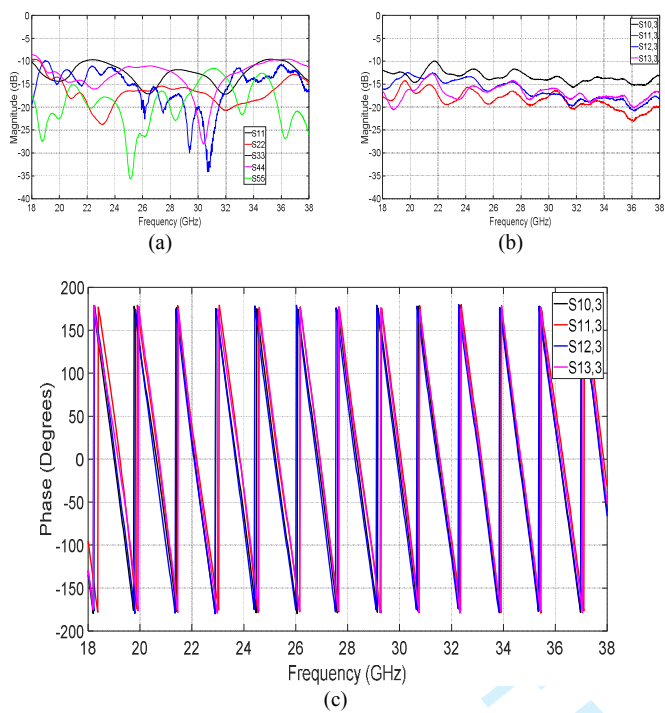 0
-5
-10
-15
-20
-25
-30
-35
-40
Magnitude (dB)
S11
S22
S33
S44
S55
18 20 22 24 26 28 30 32 34 36 38
Frequency (GHz)
(a)
0
-5
-10
-15
-20
-25
-30
-35
-40
Magnitude (dB)
S10,3
S11,3
S12,3
S13,3
18 20 22 24 26 28 30 32 34 36 38
Frequency (GHz)
(b)
200
150
100
50
0
-50
-100
-150
-200
Phase (Degrees)
S10,3
S11,3
S12,3
S13,3
18 20 22 24 26 28 30 32 34 36 38
Frequency (GHz)
(c)